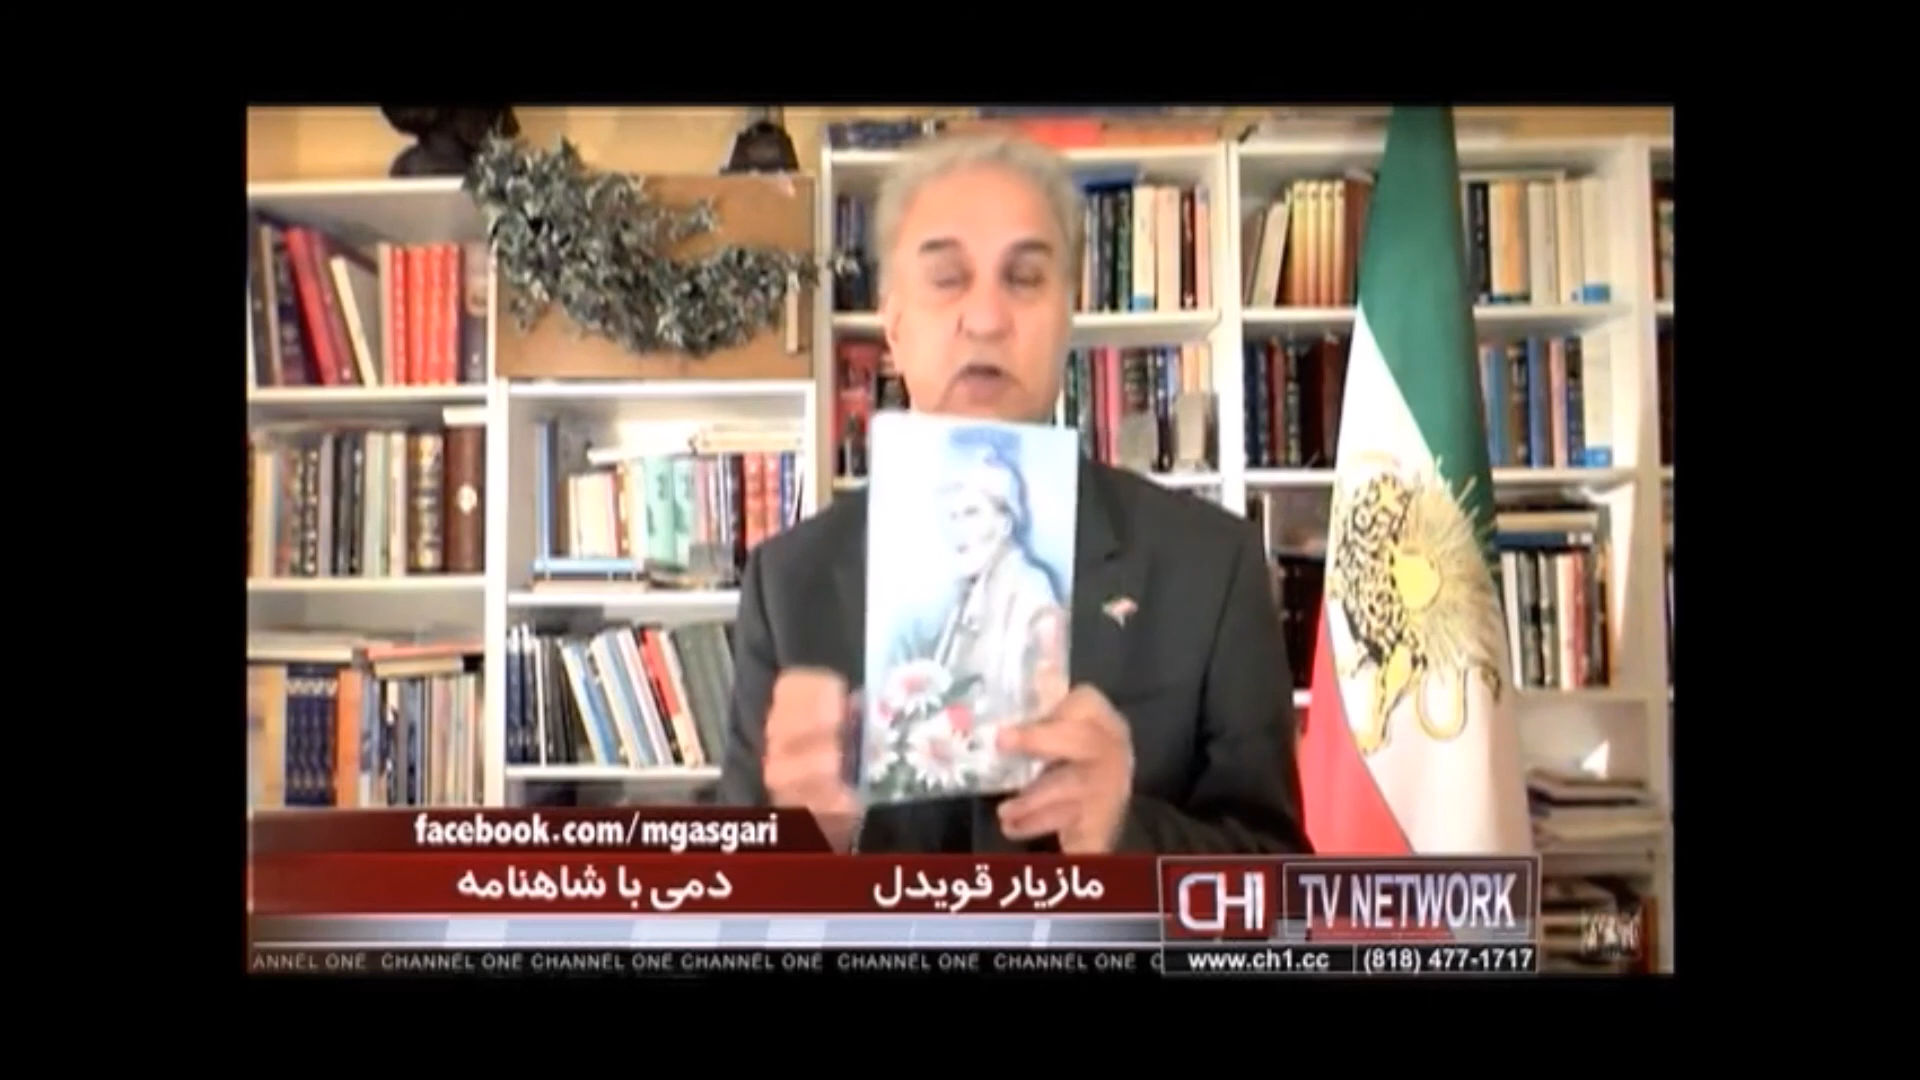 facebook.com/mgasgari
مازیار قویدل
دمی با شاهنامه
CH1 TV NETWORK
ANNEL ONE CHANNEL ONE CHANNEL ONE CHANNEL ONE CHANNEL ONE CHANNEL ONE C
www.ch1.cc (818) 477-1717